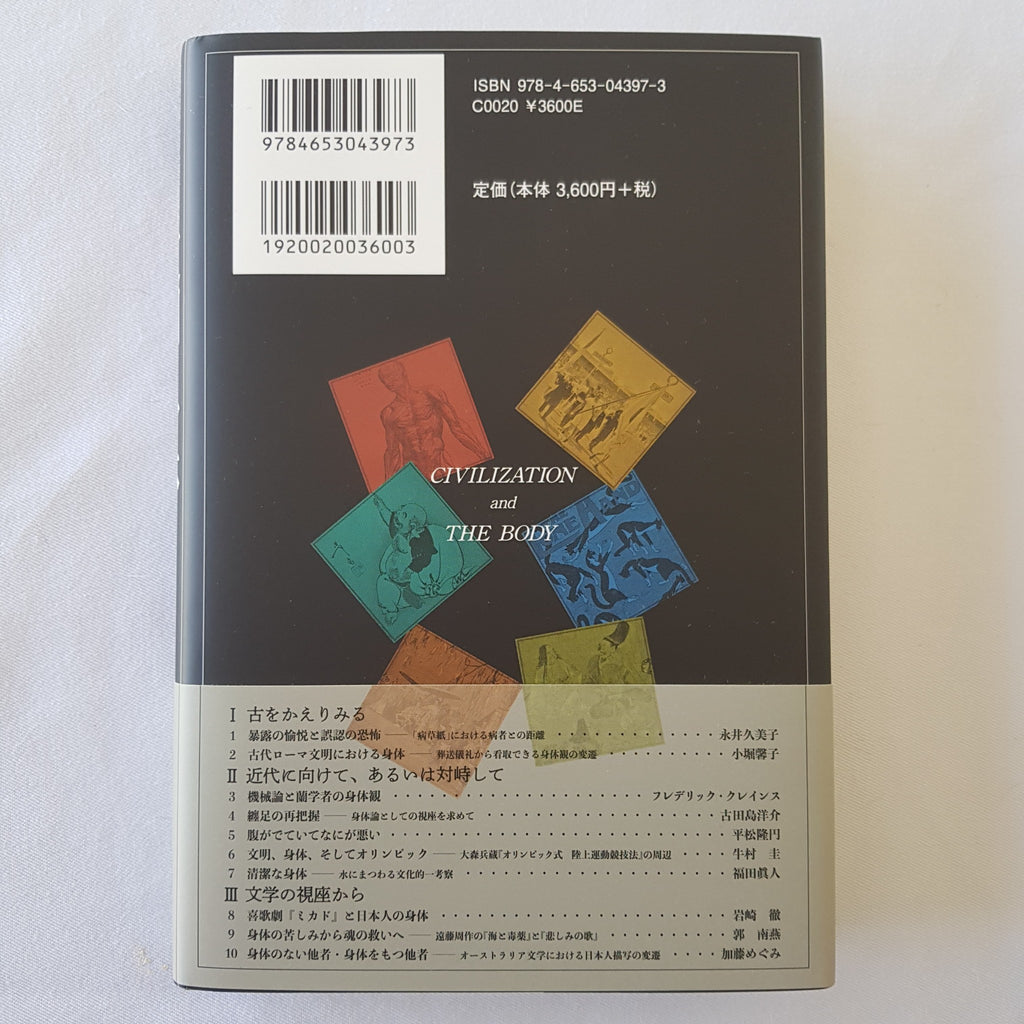 9784653043973
1920020036003
ISBN 978-4-653-04397-3
C0020 ¥3600E
定価(本体 3,600円+税)
CIVILIZATION
and
THE BODY
Ⅰ 古をかえりみる
1 暴露の愉悦と誤認の恐怖 ——「病草紙」における病者との距離 ・・・・・・・・・・・・ 永井久美子
2 古代ローマ文明における身体 —— 葬送儀礼から看取できる身体観の変遷 ・・・・・・・・・ 小堀馨子
Ⅱ 近代に向けて、あるいは対峙して
3 機械論と蘭学者の身体観 ・・・・・・・・・・・・・・・・・・ フレデリック・クレインス
4 纏足の再把握 —— 身体論としての視座を求めて ・・・・・・・・・・・・・・・・・ 古田島洋介
5 腹がでていてなにが悪い ・・・・・・・・・・・・・・・・・・・・・・・ 平松隆円
6 文明、身体、そしてオリンピック —— 大森兵蔵『オリンピック式 陸上運動競技法』の周辺 ・・・・ 牛村 圭
7 清潔な身体 —— 水にまつわる文化的一考察 ・・・・・・・・・・・・・・・・・・・ 福田眞人
Ⅲ 文学の視座から
8 喜歌劇『ミカド』と日本人の身体 ・・・・・・・・・・・・・・・・・・・・ 岩崎 徹
9 身体の苦しみから魂の救いへ —— 遠藤周作の『海と毒薬』と『悲しみの歌』 ・・・・・・・・・ 郭 南燕
10 身体のない他者・身体をもつ他者 —— オーストラリア文学における日本人描写の変遷 ・・・・ 加藤めぐみ